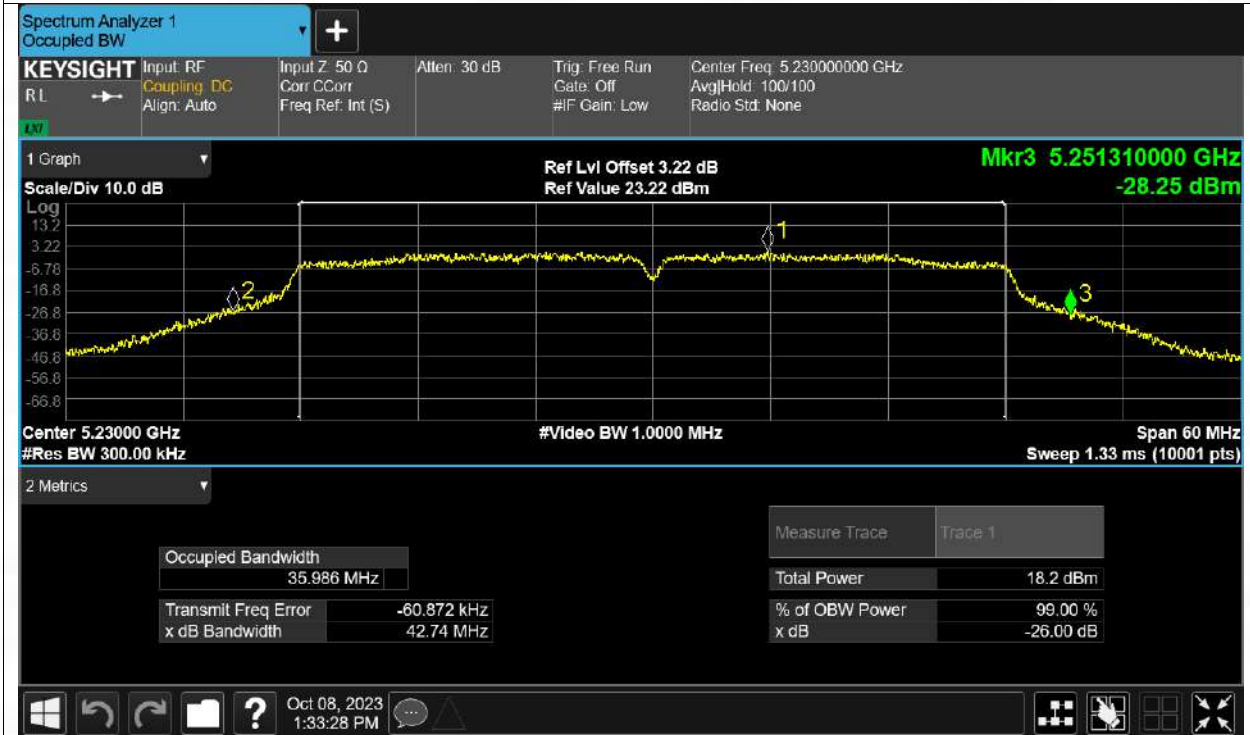 Spectrum Analyzer 1
Occupied BW
+
KEYSIGHT
RL
LXI
Input: RF
Coupling: DC
Align: Auto
Input Z: 50 Ω
Corr CCorr
Freq Ref: Int (S)
Atten: 30 dB
Trig: Free Run
Gate: Off
#IF Gain: Low
Center Freq: 5.230000000 GHz
Avg|Hold: 100/100
Radio Std: None
1 Graph
Scale/Div 10.0 dB
Ref Lvl Offset 3.22 dB
Ref Value 23.22 dBm
Mkr3 5.251310000 GHz
-28.25 dBm
Log
13.2
3.22
-6.78
-16.8
-26.8
-36.8
-46.8
-56.8
-66.8
1
2
3
Center 5.23000 GHz
#Video BW 1.0000 MHz
Span 60 MHz
#Res BW 300.00 kHz
Sweep 1.33 ms (10001 pts)
2 Metrics
Measure Trace Trace 1
Occupied Bandwidth
35.986 MHz
Total Power 18.2 dBm
Transmit Freq Error -60.872 kHz
% of OBW Power 99.00 %
x dB Bandwidth 42.74 MHz
x dB -26.00 dB
?
Oct 08, 2023
1:33:28 PM